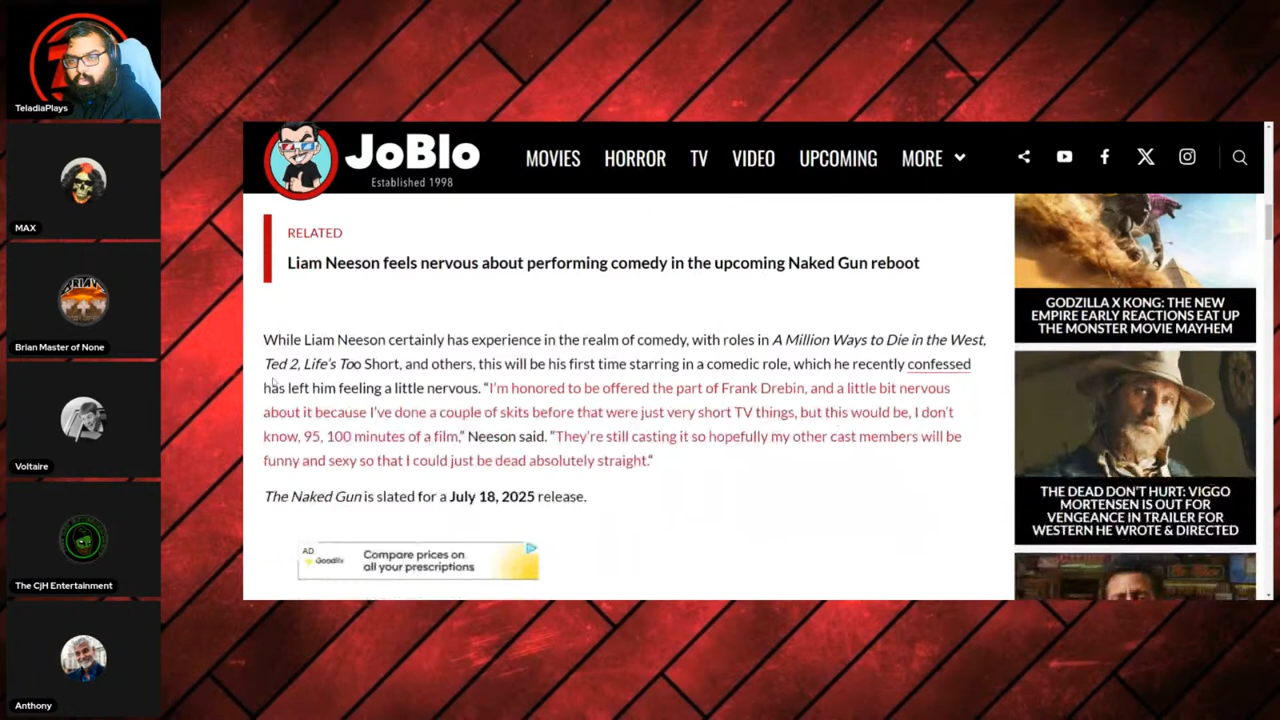 TeladiaPlays
MAX
BRIAN
Brian Master of None
Voltaire
The CjH Entertainment
Anthony
JoBlo
Established 1998
MOVIES HORROR TV VIDEO UPCOMING MORE
RELATED
Liam Neeson feels nervous about performing comedy in the upcoming Naked Gun reboot
While Liam Neeson certainly has experience in the realm of comedy, with roles in A Million Ways to Die in the West,
Ted 2, Life's Too Short, and others, this will be his first time starring in a comedic role, which he recently confessed
has left him feeling a little nervous. “I’m honored to be offered the part of Frank Drebin, and a little bit nervous
about it because I’ve done a couple of skits before that were just very short TV things, but this would be, I don’t
know, 95, 100 minutes of a film,” Neeson said. “They’re still casting it so hopefully my other cast members will be
funny and sexy so that I could just be dead absolutely straight.“
The Naked Gun is slated for a July 18, 2025 release.
AD
GoodRx
Compare prices on
all your prescriptions
GODZILLA X KONG: THE NEW
EMPIRE EARLY REACTIONS EAT UP
THE MONSTER MOVIE MAYHEM
THE DEAD DON'T HURT: VIGGO
MORTENSEN IS OUT FOR
VENGEANCE IN TRAILER FOR
WESTERN HE WROTE & DIRECTED